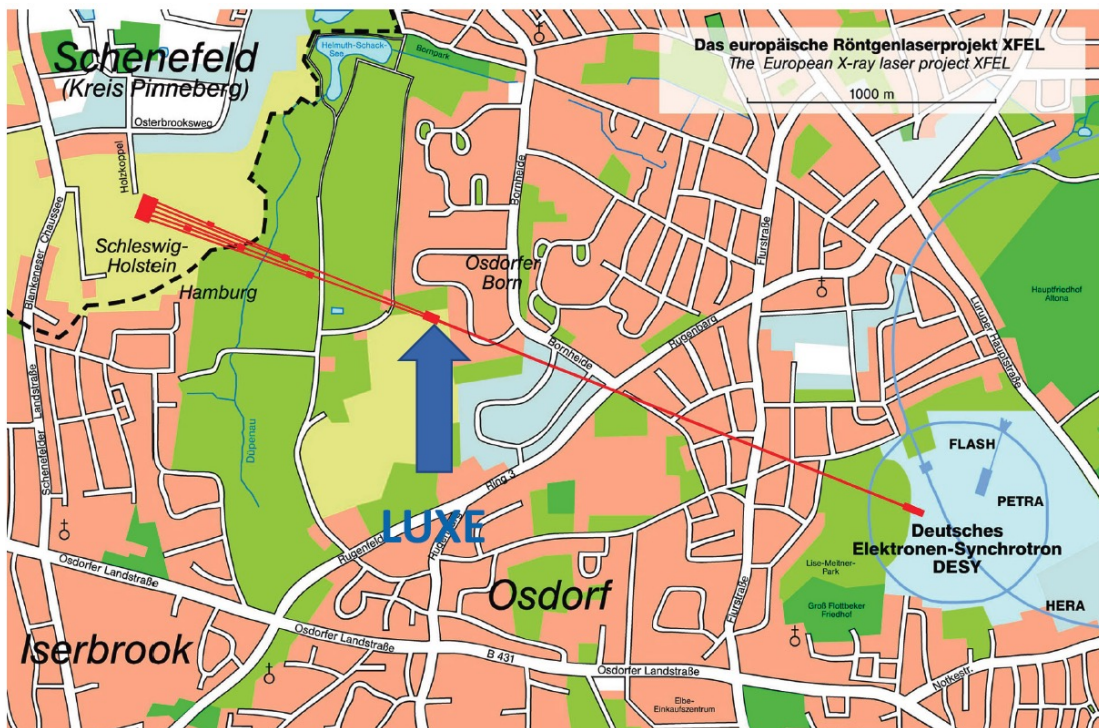 Schenefeld
(Kreis Pinneberg)
Helmuth-Schack-
See
Bornpark
Das europäische Röntgenlaserprojekt XFEL
The European X-ray laser project XFEL
1000 m
Osterbrooksweg
Holzkoppel
Blankeneser Chaussee
Schleswig-
Holstein
Hamburg
Bornheide
Osdorfer
Born
Flurstraße
Hauptfriedhof
Altona
Bornheide
Rugenbarg
Luruper Hauptstraße
Schenefelder Landstraße
Düpenau
Ring 3
FLASH
PETRA
LUXE
Rugenfeld
Deutsches
Elektronen-Synchrotron
DESY
Lise-Meitner-
Park
Groß Flottbeker
Friedhof
HERA
Osdorfer Landstraße
Osdorf
Flurstraße
Iserbrook
Osdorfer Landstraße
B 431
Osdorfer Landstraße
Notkestr.
Elbe-
Einkaufszentrum